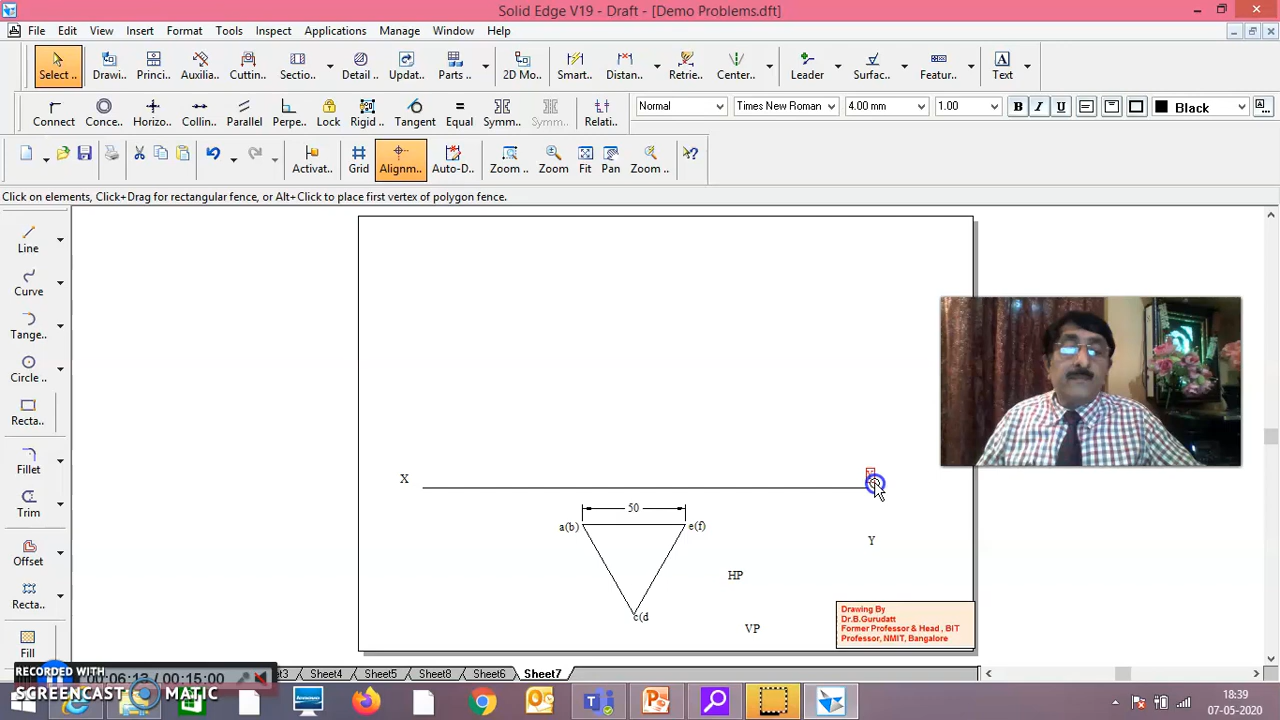 Solid Edge V19 - Draft - [Demo Problems.dft]
File Edit View Insert Format Tools Inspect Applications Manage Window Help
Select .. Drawi.. Princi.. Auxilia.. Cuttin.. Sectio.. Detail .. Updat.. Parts .. 2D Mo.. Smart.. Distan.. Retrie.. Center.. Leader Surfac.. Featur.. Text
Connect Conce.. Horizo.. Collin.. Parallel Perpe.. Lock Rigid .. Tangent Equal Symm.. Symm.. Relati.. Normal Times New Roman 4.00 mm 1.00 B I U Black A..
Activat.. Grid Alignm.. Auto-D.. Zoom .. Zoom Fit Pan Zoom ..
Click on elements, Click+Drag for rectangular fence, or Alt+Click to place first vertex of polygon fence.
Line
Curve
Tange..
Circle ..
Recta..
Fillet
Trim
Offset
Recta..
Fill
X
50
a(b) e(f)
Y
HP
c(d
VP
Drawing By
Dr.B.Gurudatt
Former Professor & Head , BIT
Professor, NMIT, Bangalore
Sheet4 Sheet5 Sheet8 Sheet6 Sheet7
RECORDED WITH
00:06:13 / 00:15:00
SCREENCAST MATIC
18:39
07-05-2020